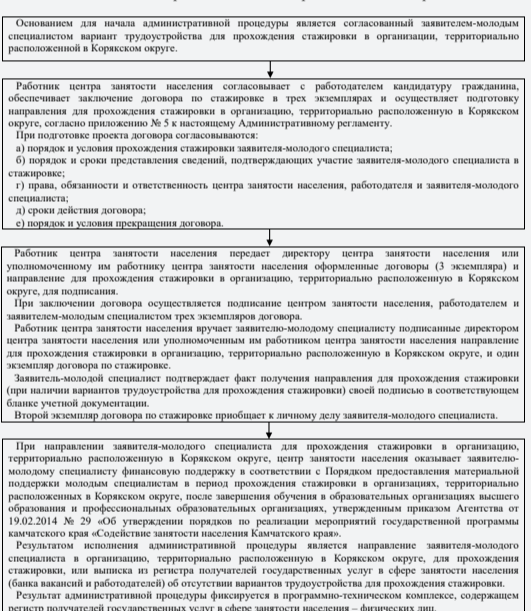 Основанием для начала административной процедуры является согласованный заявителем-молодым
специалистом вариант трудоустройства для прохождения стажировки в организации, территориально
расположенной в Корякском округе.
Работник центра занятости населения согласовывает с работодателем кандидатуру гражданина,
обеспечивает заключение договора по стажировке в трех экземплярах и осуществляет подготовку
направления для прохождения стажировки в организацию, территориально расположенную в Корякском
округе, согласно приложению № 5 к настоящему Административному регламенту.
При подготовке проекта договора согласовываются:
а) порядок и условия прохождения стажировки заявителя-молодого специалиста;
б) порядок и сроки представления сведений, подтверждающих участие заявителя-молодого специалиста в
стажировке;
г) права, обязанности и ответственность центра занятости населения, работодателя и заявителя-молодого
специалиста;
д) сроки действия договора;
е) порядок и условия прекращения договора.
Работник центра занятости населения передает директору центра занятости населения или
уполномоченному им работнику центра занятости населения оформленные договоры (3 экземпляра) и
направление для прохождения стажировки в организацию, территориально расположенную в Корякском
округе, для подписания.
При заключении договора осуществляется подписание центром занятости населения, работодателем и
заявителем-молодым специалистом трех экземпляров договора.
Работник центра занятости населения вручает заявителю-молодому специалисту подписанные директором
центра занятости населения или уполномоченным им работником центра занятости населения направление
для прохождения стажировки в организацию, территориально расположенную в Корякском округе, и один
экземпляр договора по стажировке.
Заявитель-молодой специалист подтверждает факт получения направления для прохождения стажировки
(при наличии вариантов трудоустройства для прохождения стажировки) своей подписью в соответствующем
бланке учетной документации.
Второй экземпляр договора по стажировке приобщает к личному делу заявителя-молодого специалиста.
При направлении заявителя-молодого специалиста для прохождения стажировки в организацию,
территориально расположенную в Корякском округе, центр занятости населения оказывает заявителю-
молодому специалисту финансовую поддержку в соответствии с Порядком предоставления материальной
поддержки молодым специалистам в период прохождения стажировки в организациях, территориально
расположенных в Корякском округе, после завершения обучения в образовательных организациях высшего
образования и профессиональных образовательных организациях, утвержденным приказом Агентства от
19.02.2014 № 29 «Об утверждении порядков по реализации мероприятий государственной программы
камчатского края «Содействие занятости населения Камчатского края».
Результатом исполнения административной процедуры является направления заявителя-молодого
специалиста в организацию, территориально расположенную в Корякском округе, для прохождения
стажировки, или выписка из регистра получателей государственных услуг в сфере занятости населения
(банка вакансий и работодателей) об отсутствии вариантов трудоустройства для прохождения стажировки.
Результат административной процедуры фиксируется в программно-техническом комплексе, содержащем
регистр получателей государственных услуг в сфере занятости населения – физических лиц.